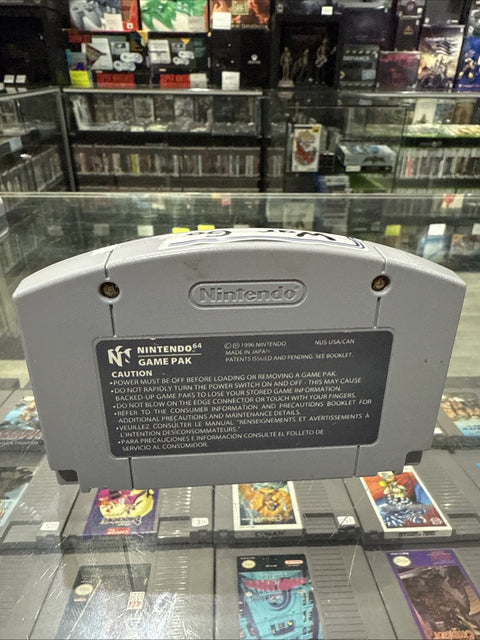 Nintendo
NINTENDO64
GAME PAK
© Ⓟ 1996 NINTENDO NUS-USA/CAN
MADE IN JAPAN
PATENTS ISSUED AND PENDING. SEE BOOKLET.
CAUTION
•POWER MUST BE OFF BEFORE LOADING OR REMOVING A GAME PAK.
•DO NOT RAPIDLY TURN THE POWER SWITCH ON AND OFF - THIS MAY CAUSE
BACKED-UP GAME PAKS TO LOSE YOUR STORED GAME INFORMATION.
•DO NOT BLOW ON THE EDGE CONNECTOR OR TOUCH WITH YOUR FINGERS.
•REFER TO THE CONSUMER INFORMATION AND PRECAUTIONS BOOKLET FOR
ADDITIONAL PRECAUTIONS AND MAINTENANCE DETAILS.
•VEUILLEZ CONSULTER LE MANUAL "RENSEIGNEMENTS ET AVERTISSEMENTS À
L'INTENTION DES CONSOMMATEURS."
•PARA PRECAUCIONES E INFORMACIÓN CONSULTE EL FOLLETO DE
SERVICIO AL CONSUMIDOR.
CONAN
DEFIANCE